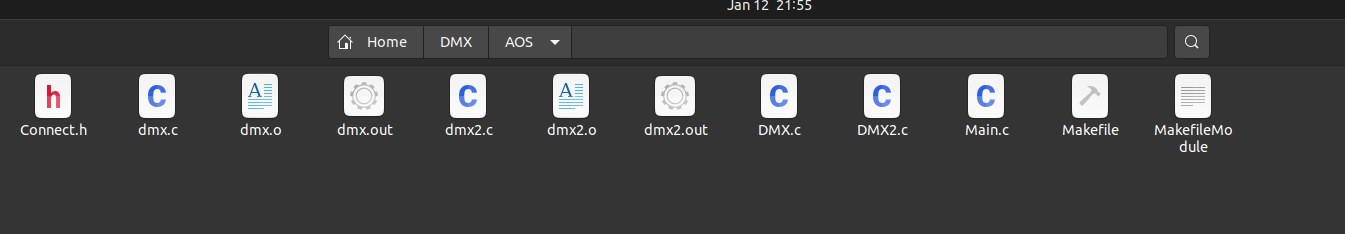 Jan 12 21:55
Home DMX AOS
Connect.h dmx.c dmx.o dmx.out dmx2.c dmx2.o dmx2.out DMX.c DMX2.c Main.c Makefile MakefileMo
dule